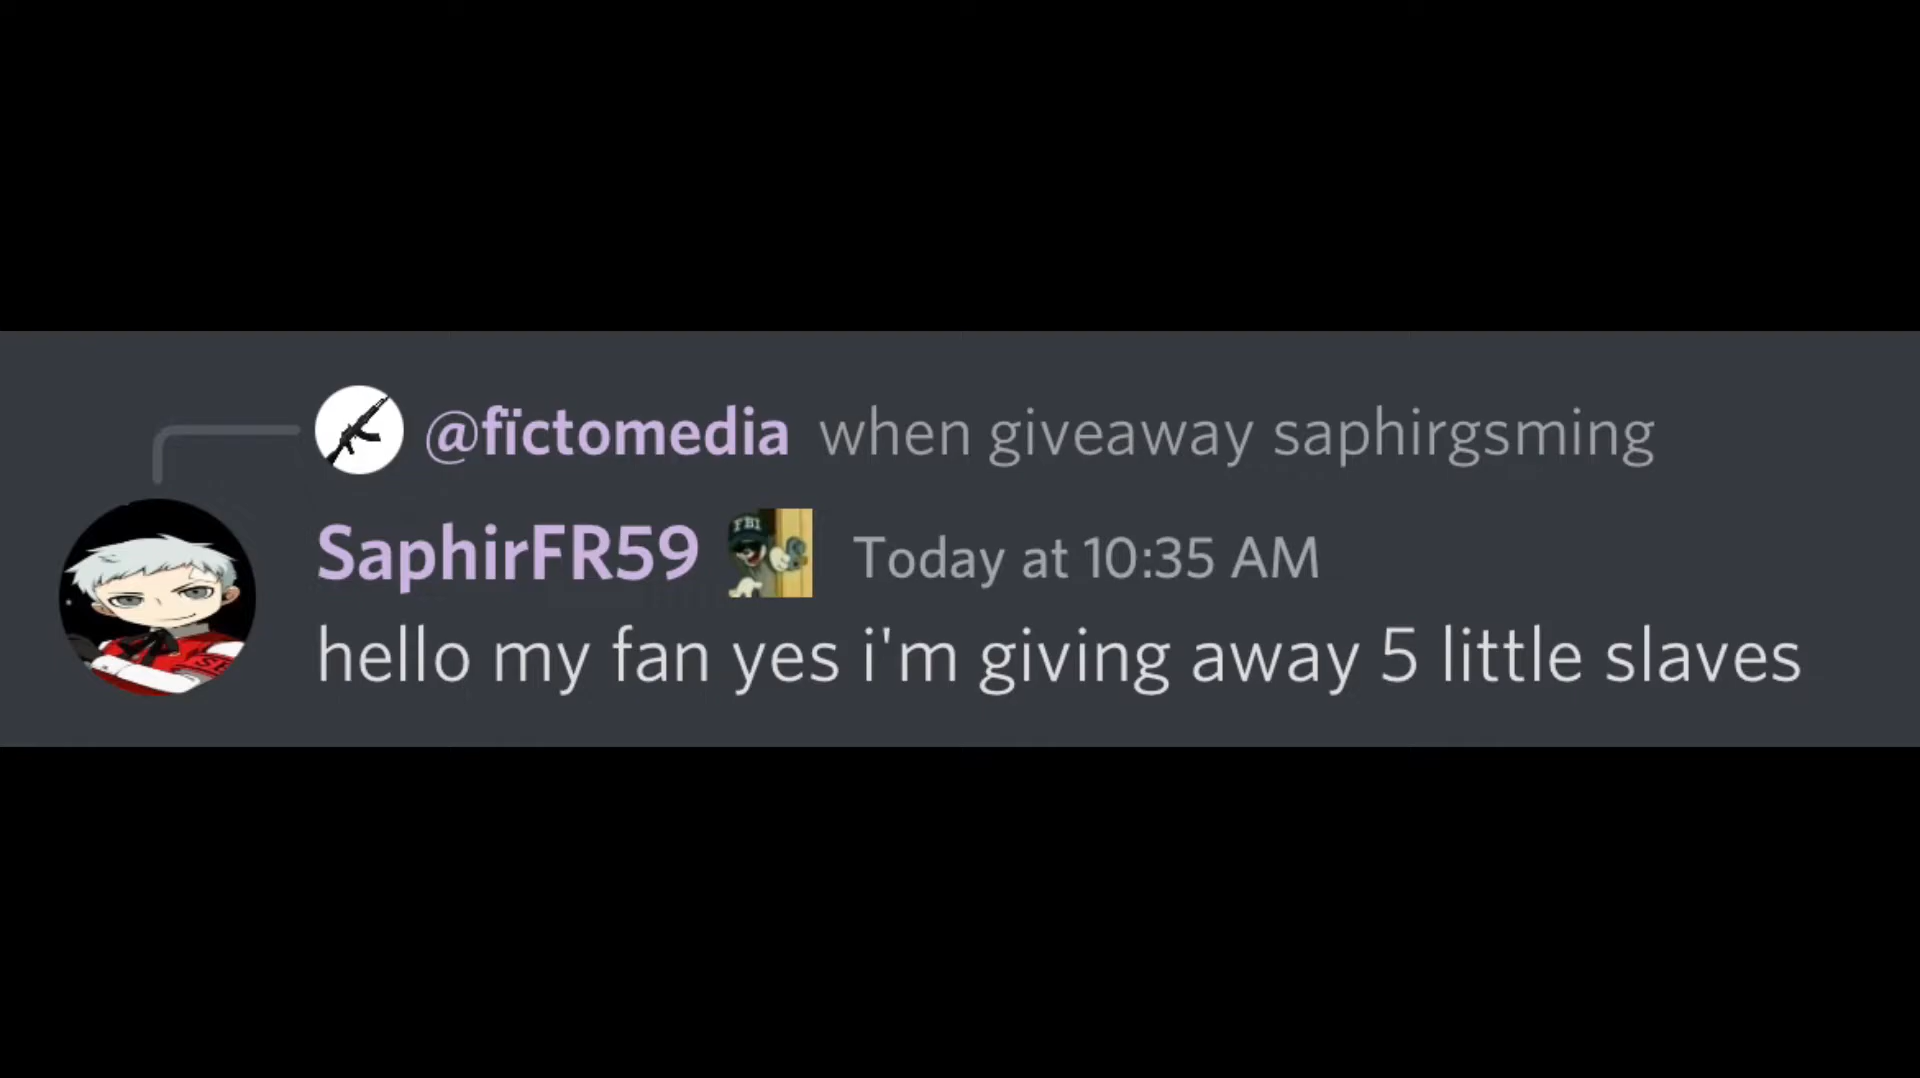 @fictomedia when giveaway saphirgsming
SaphirFR59 FBI Today at 10:35 AM
hello my fan yes i'm giving away 5 little slaves